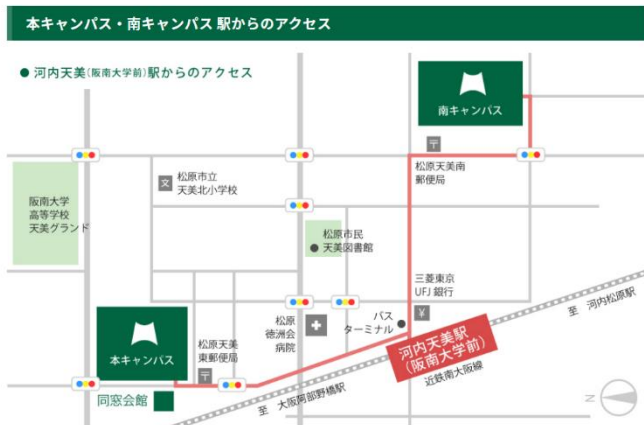 本キャンパス・南キャンパス 駅からのアクセス
● 河内天美(阪南大学前)駅からのアクセス
南キャンパス
〒
松原天美南
郵便局
文
松原市立
天美北小学校
阪南大学
高等学校
天美グランド
松原市民
天美図書館
三菱東京
UFJ 銀行
¥
至 河内松原駅
バス
ターミナル
松原
徳洲会
病院
河内天美駅
(阪南大学前)
近鉄南大阪線
本キャンパス
松原天美
東郵便局
〒
同窓会館
至 大阪阿部野橋駅
N